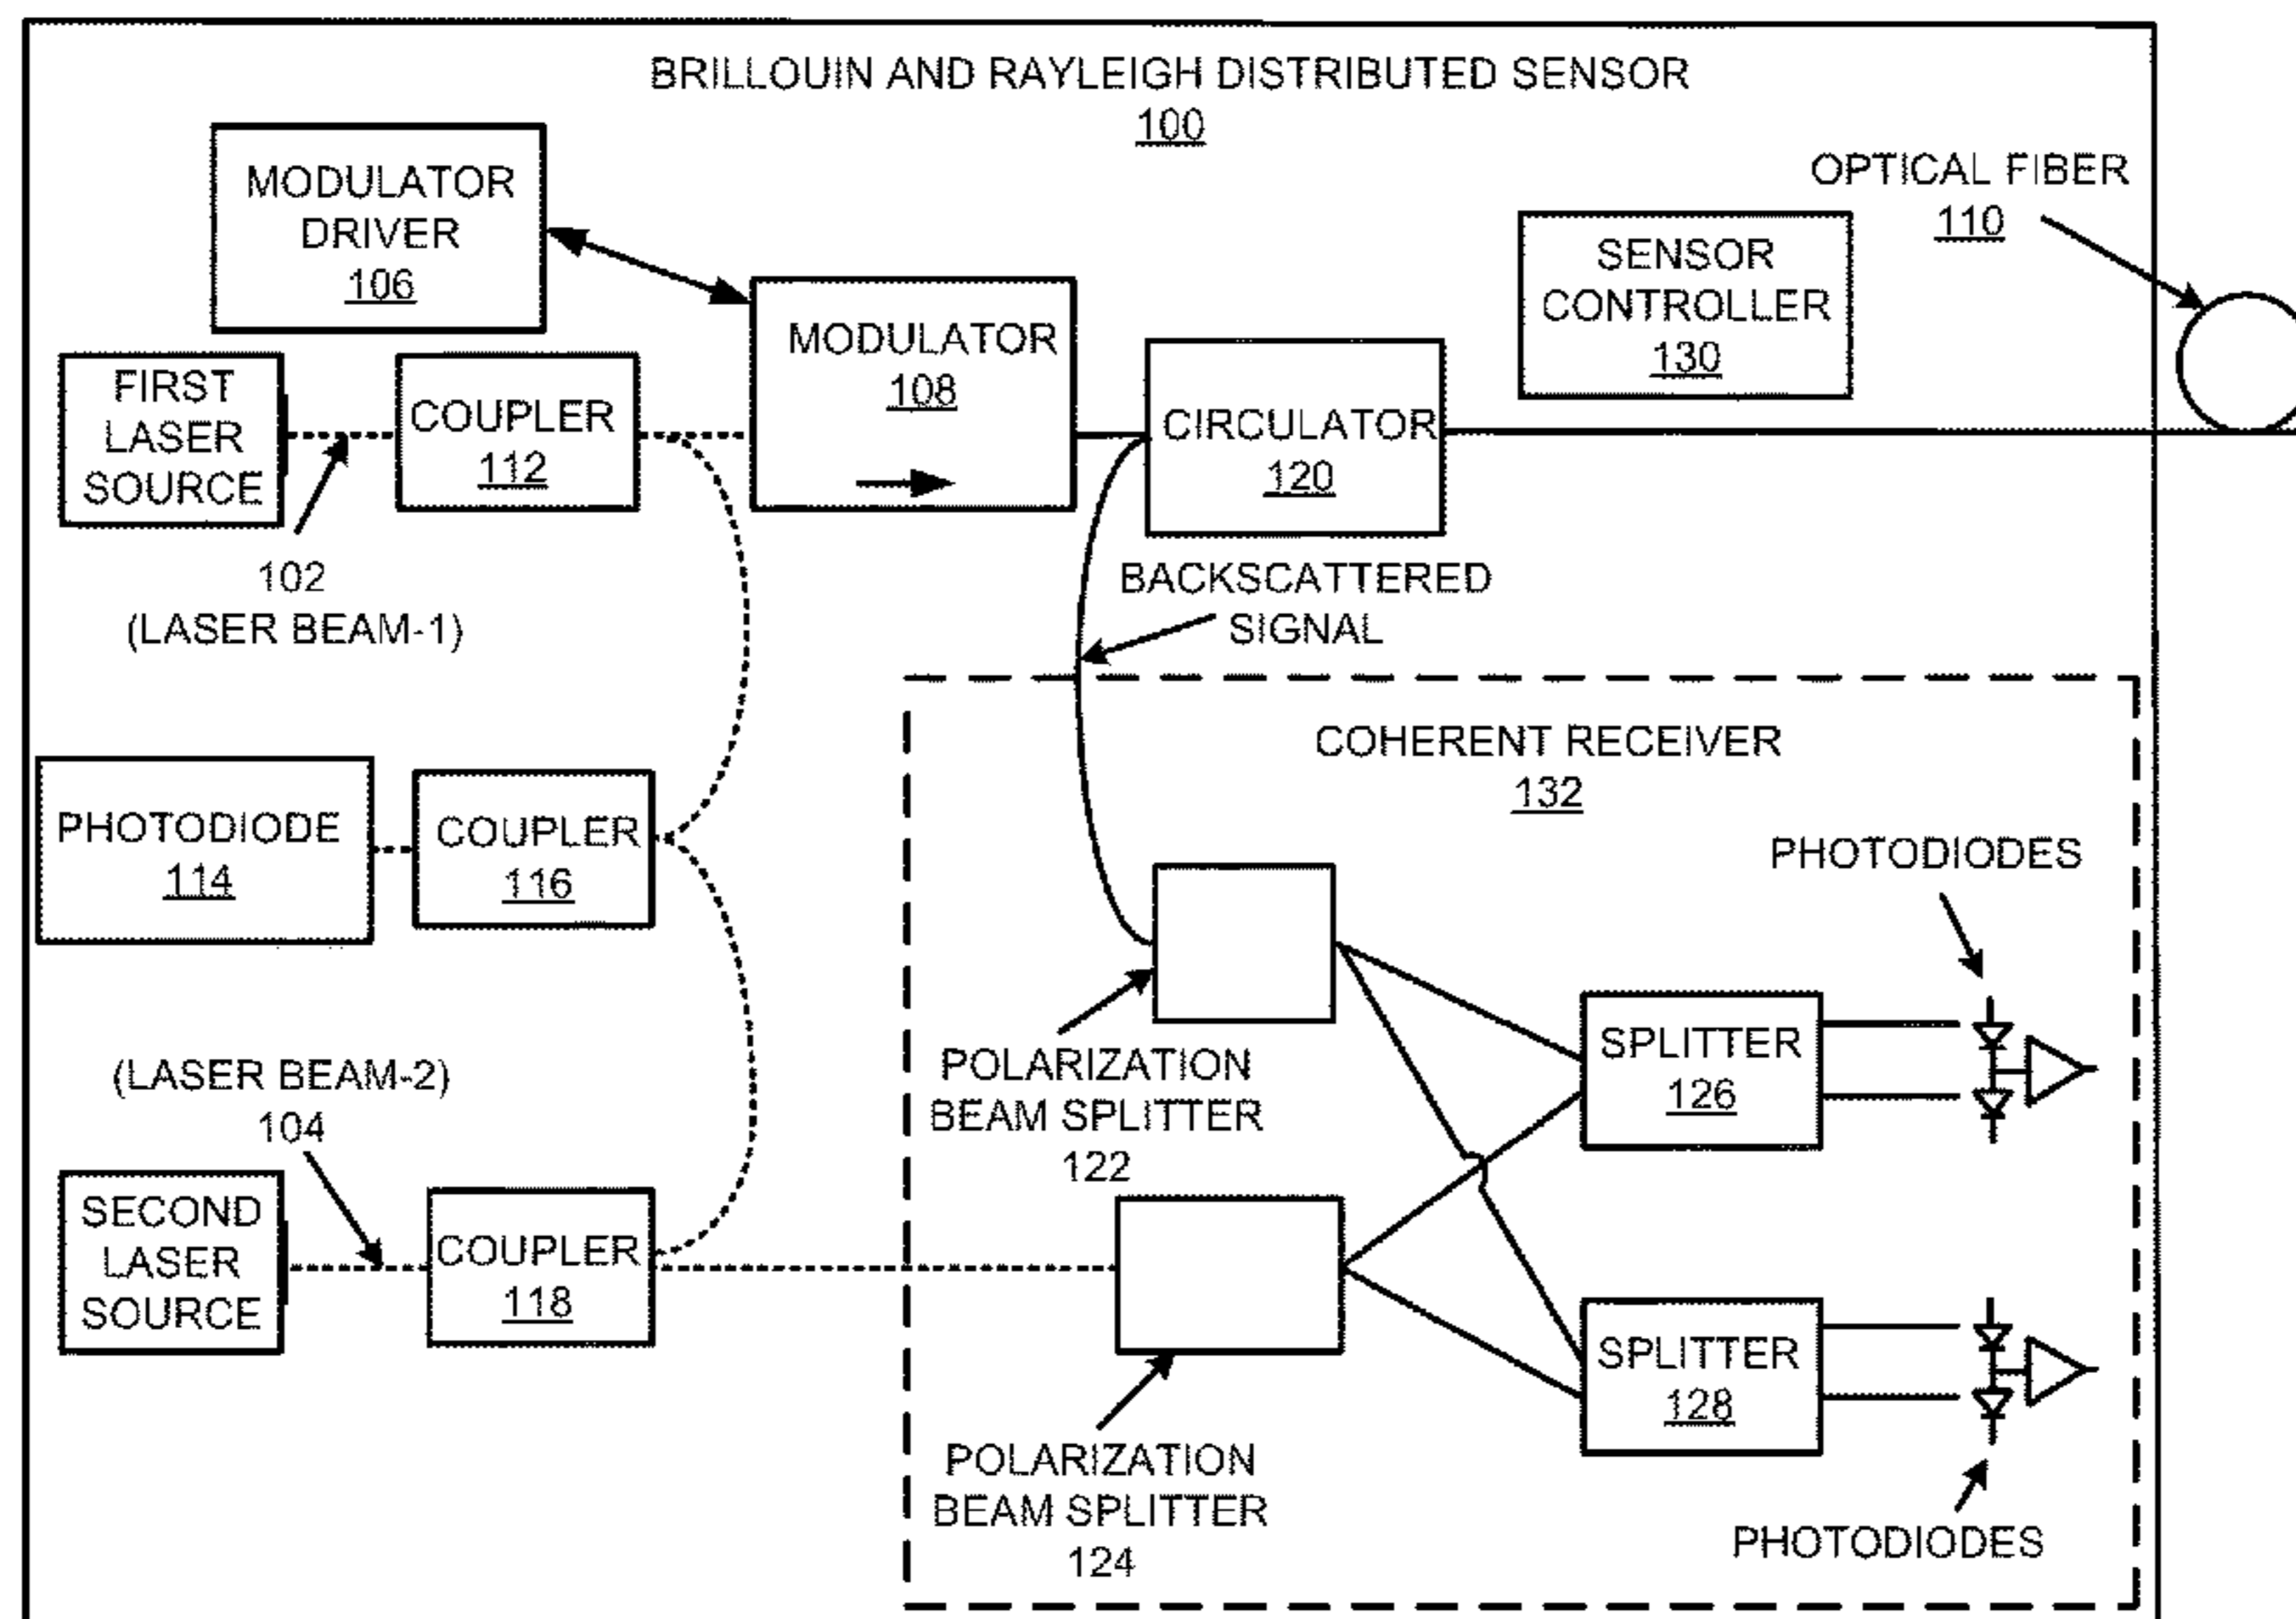 BRILLOUIN AND RAYLEIGH DISTRIBUTED SENSOR
100
MODULATOR
DRIVER
106
OPTICAL FIBER
110
SENSOR
CONTROLLER
130
MODULATOR
108
FIRST
LASER
SOURCE
COUPLER
112
CIRCULATOR
120
102
(LASER BEAM-1)
BACKSCATTERED
SIGNAL
COHERENT RECEIVER
132
PHOTODIODE
114
COUPLER
116
PHOTODIODES
(LASER BEAM-2)
104
POLARIZATION
BEAM SPLITTER
122
SPLITTER
126
SECOND
LASER
SOURCE
COUPLER
118
SPLITTER
128
POLARIZATION
BEAM SPLITTER
124
PHOTODIODES